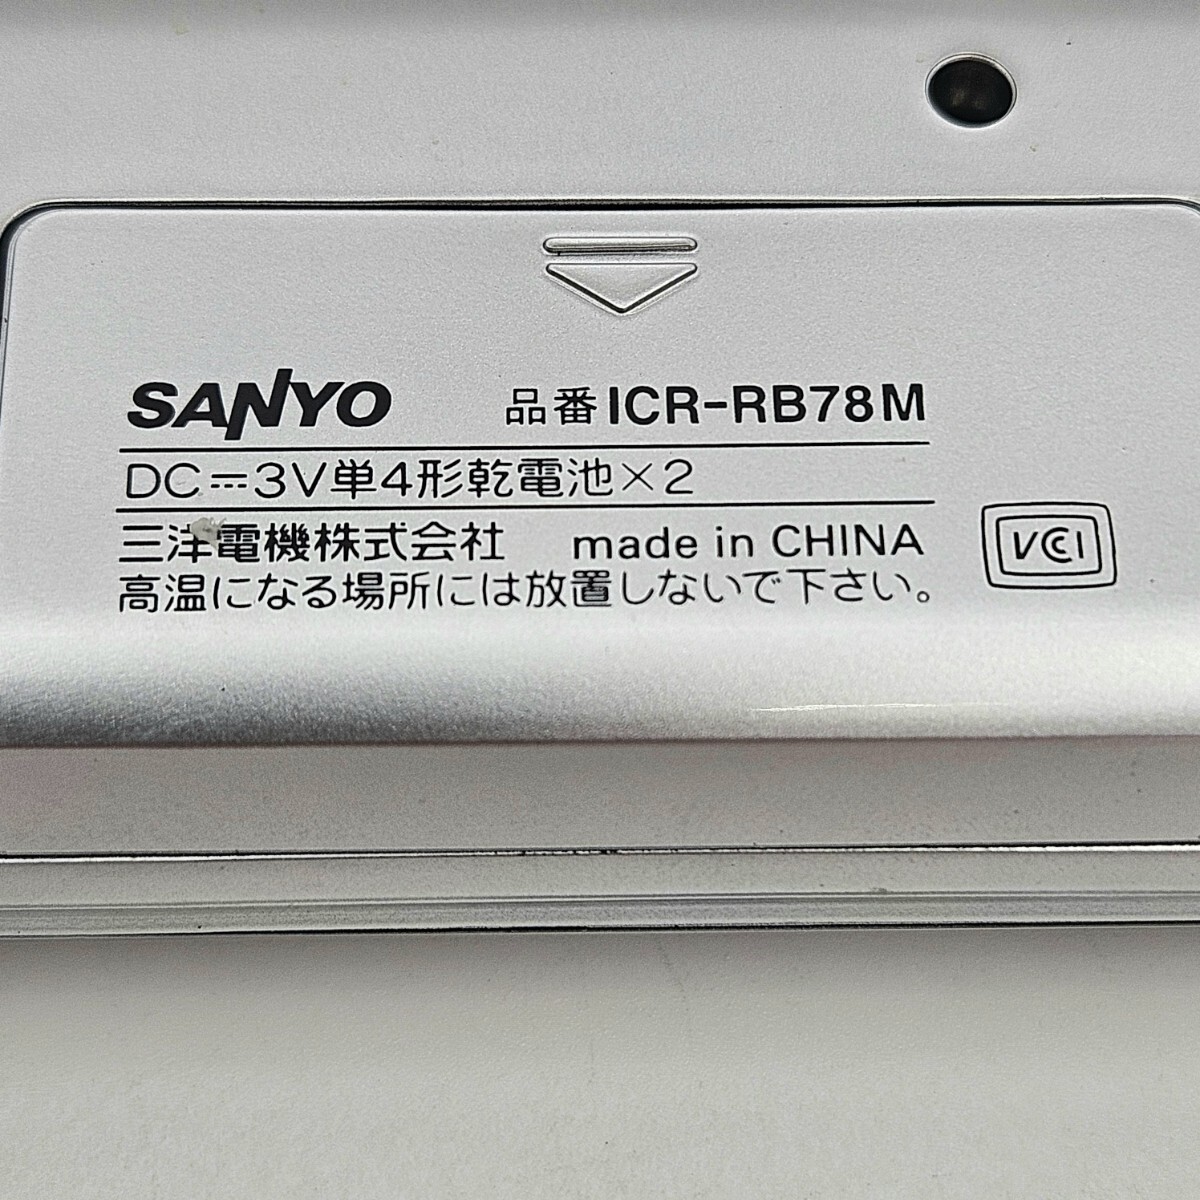 SANYO 品番ICR-RB78M
DC⎓3V単4形乾電池×2
三洋電機株式会社 made in CHINA
高温になる場所には放置しないで下さい。
VCI